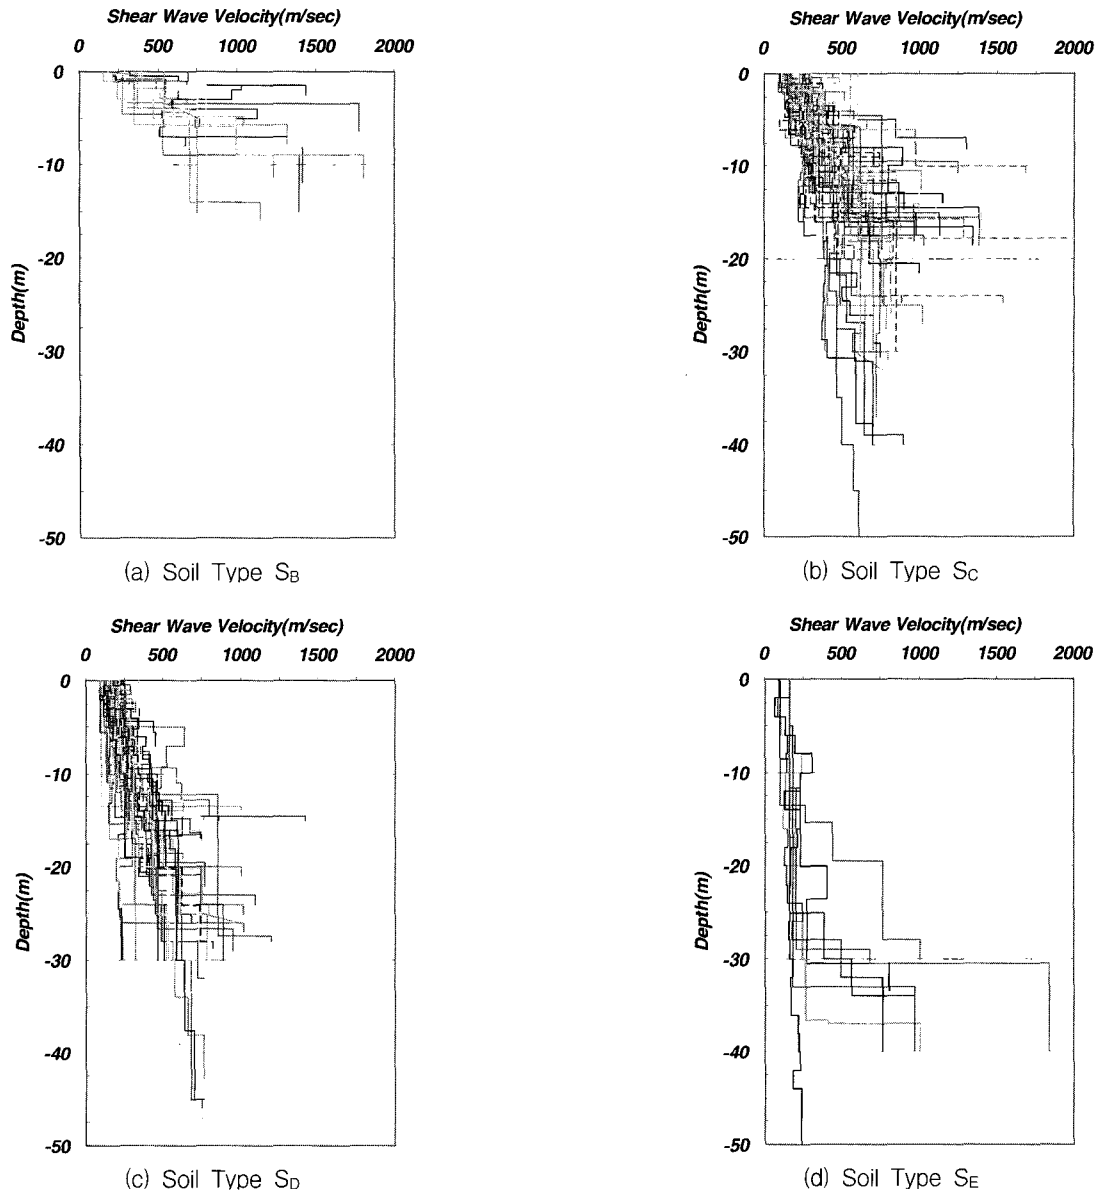 Shear Wave Velocity(m/sec)
0 500 1000 1500 2000
0
-10
-20
-30
-40
-50
Depth(m)
(a) Soil Type SB
Shear Wave Velocity(m/sec)
0 500 1000 1500 2000
0
-10
-20
-30
-40
-50
Depth(m)
(b) Soil Type SC
Shear Wave Velocity(m/sec)
0 500 1000 1500 2000
0
-10
-20
-30
-40
-50
Depth(m)
(c) Soil Type SD
Shear Wave Velocity(m/sec)
0 500 1000 1500 2000
0
-10
-20
-30
-40
-50
Depth(m)
(d) Soil Type SE